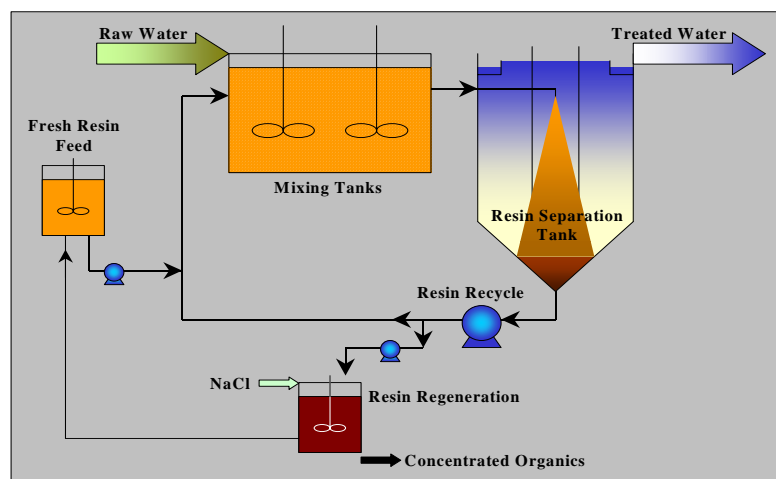 Raw Water
Treated Water
Fresh Resin
Feed
Mixing Tanks
Resin Separation
Tank
Resin Recycle
NaCl
Resin Regeneration
Concentrated Organics